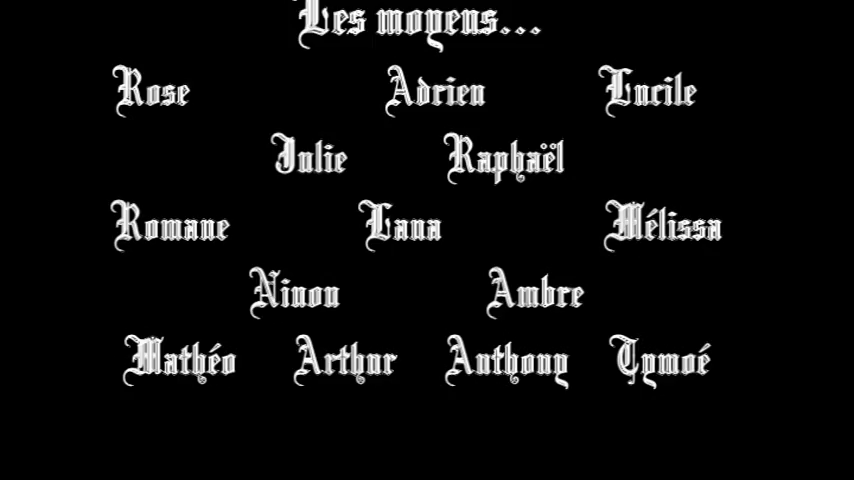 Les moyens...
Rose Adrien Lucile
Julie Raphaël
Romane Lana Mélissa
Ninon Ambre
Mathéo Arthur Anthony Tymoé